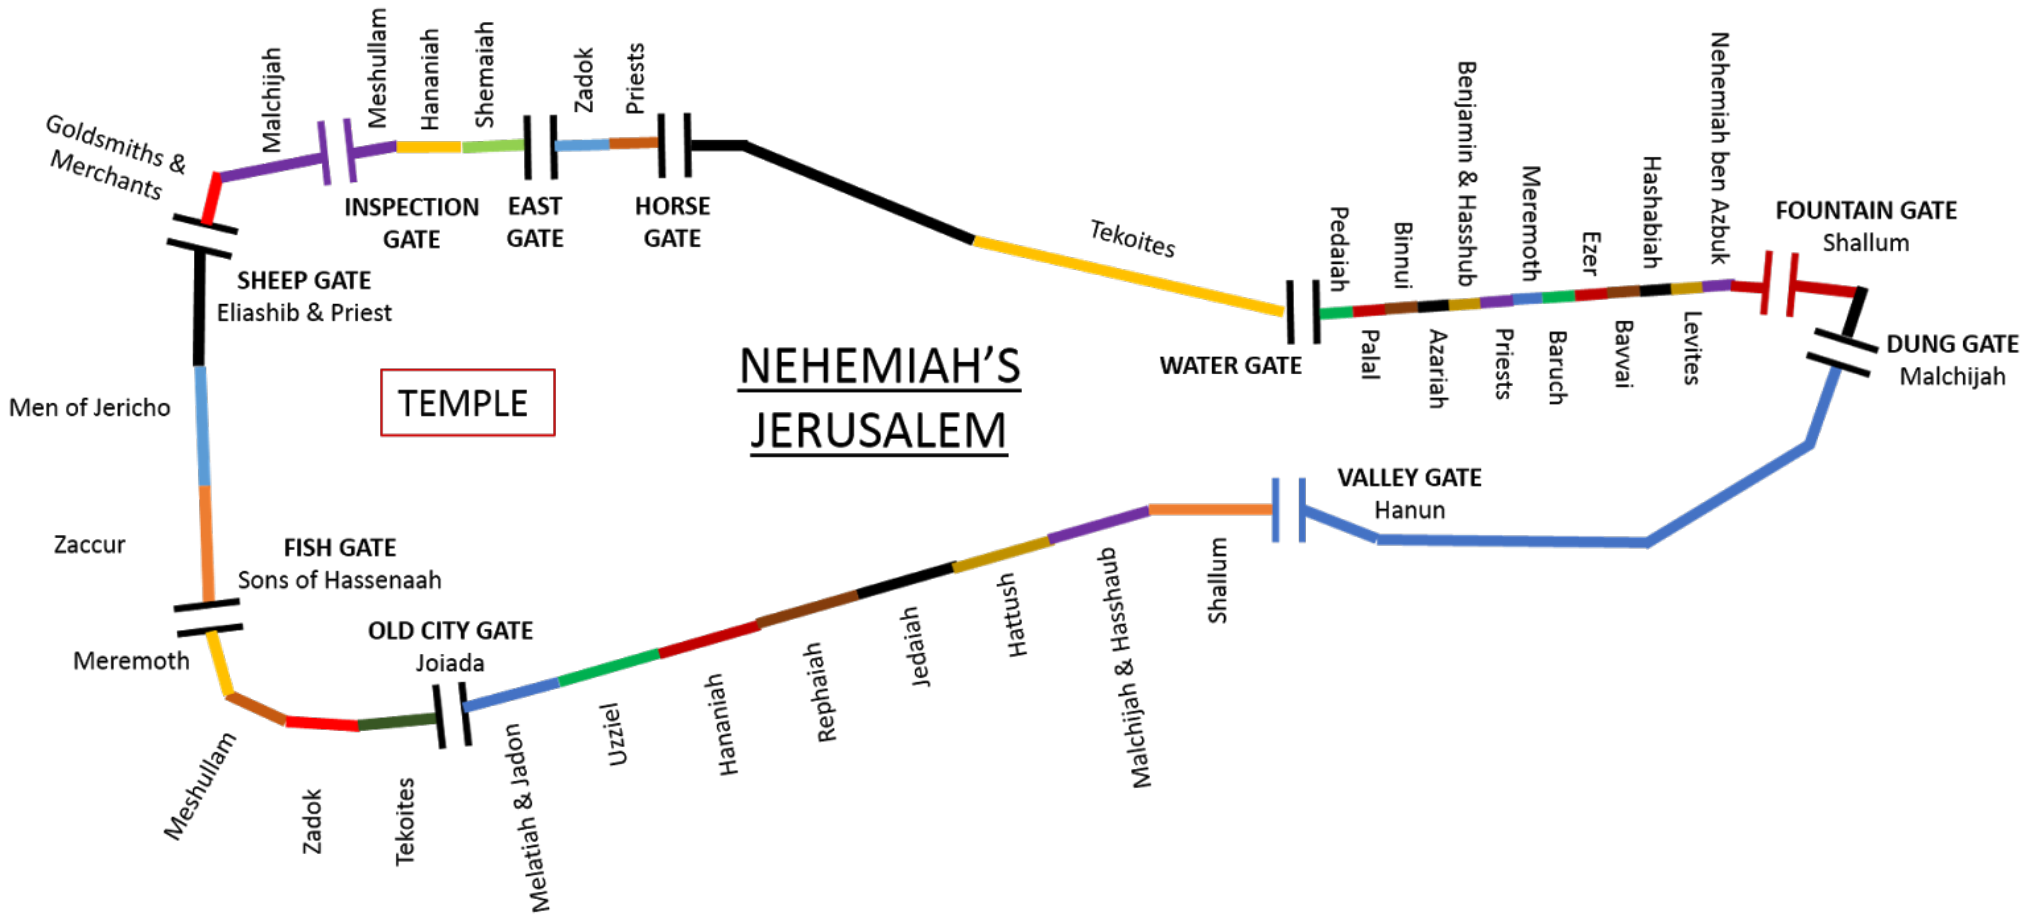 Goldsmiths &
Merchants
Malchijah
Meshullam
Hananiah
Shemaiah
Zadok
Priests
INSPECTION
GATE
EAST
GATE
HORSE
GATE
Tekoites
Pedaiah
Binnui
Benjamin & Hasshub
Meremoth
Ezer
Hashabiah
Nehemiah ben Azbuk
FOUNTAIN GATE
Shallum
SHEEP GATE
Eliashib & Priest
WATER GATE
Palal
Azariah
Priests
Baruch
Bavvai
Levites
DUNG GATE
Malchijah
TEMPLE
NEHEMIAH'S
JERUSALEM
Men of Jericho
VALLEY GATE
Hanun
Zaccur
FISH GATE
Sons of Hassenaah
OLD CITY GATE
Joiada
Meremoth
Meshullam
Zadok
Tekoites
Melatiah & Jadon
Uzziel
Hananiah
Rephaiah
Jedaiah
Hattush
Malchijah & Hasshaub
Shallum